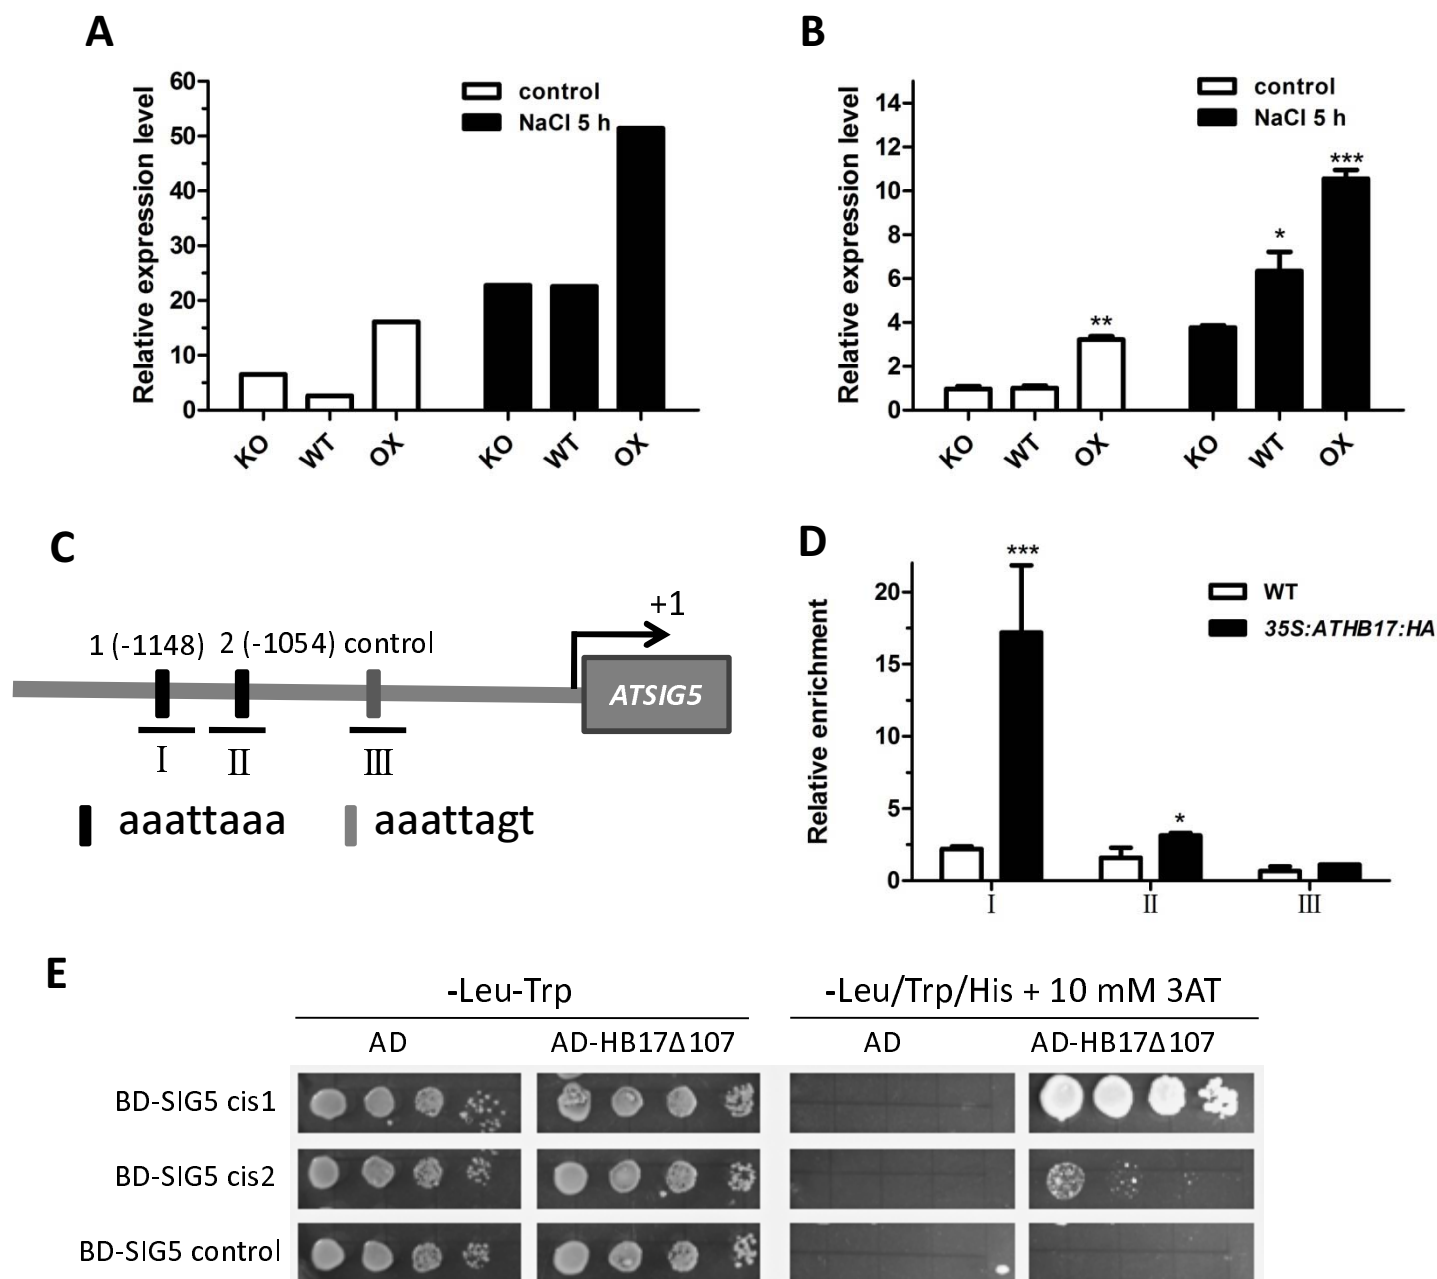 A
Relative expression level
60
50
40
30
20
10
0
control
NaCl 5 h
KO
WT
OX
KO
WT
OX
B
Relative expression level
14
12
10
8
6
4
2
0
control
NaCl 5 h
**
*
***
KO
WT
OX
KO
WT
OX
C
1 (-1148) 2 (-1054) control
+1
ATSIG5
I
II
III
aaattaaa
aaattagt
D
Relative enrichment
20
15
10
5
0
WT
35S:ATHB17:HA
***
*
I
II
III
E
-Leu-Trp
-Leu/Trp/His + 10 mM 3AT
AD
AD-HB17Δ107
AD
AD-HB17Δ107
BD-SIG5 cis1
BD-SIG5 cis2
BD-SIG5 control